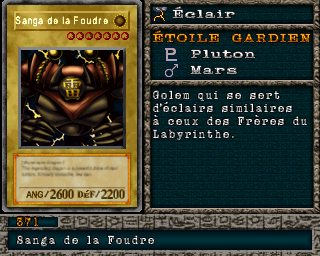 Sanga de la Foudre
雷
ANG/2600 DÉF/2200
Éclair
ÉTOILE GARDIEN
Pluton
Mars
Golem qui se sert
d'éclairs similaires
à ceux des Frères du
Labyrinthe.
371
Sanga de la Foudre